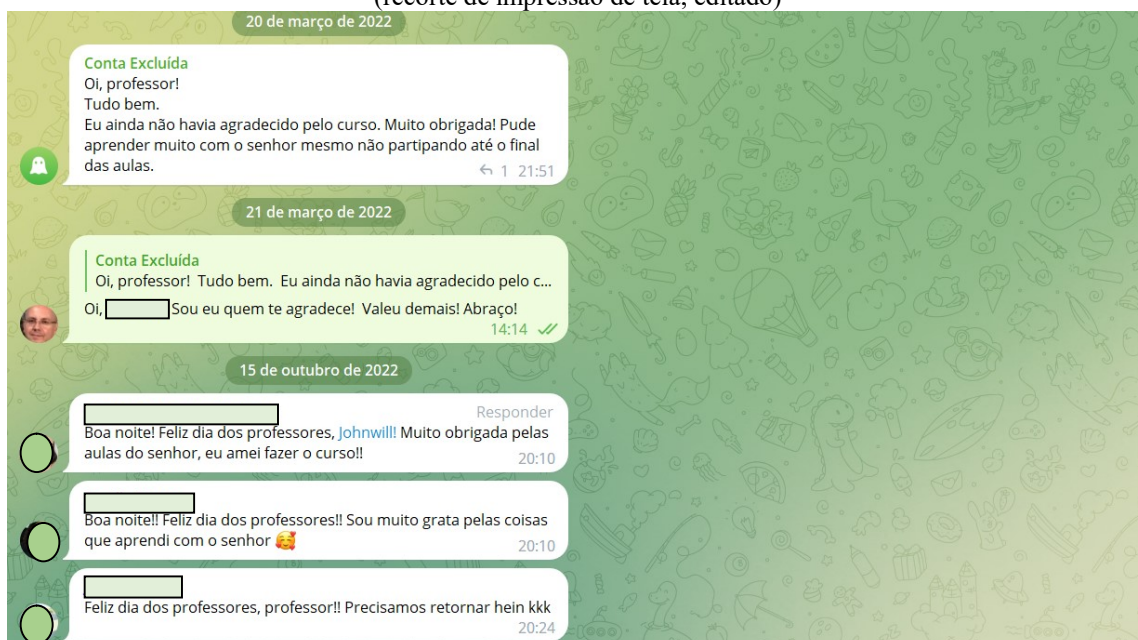 (recorte de impressão de tela, editado)
20 de março de 2022
Conta Excluída
Oi, professor!
Tudo bem.
Eu ainda não havia agradecido pelo curso. Muito obrigada! Pude
aprender muito com o senhor mesmo não partipando até o final
das aulas.
1 21:51
21 de março de 2022
Conta Excluída
Oi, professor! Tudo bem. Eu ainda não havia agradecido pelo c...
Oi, Sou eu quem te agradece! Valeu demais! Abraço!
14:14
15 de outubro de 2022
Responder
Boa noite! Feliz dia dos professores, Johnwill! Muito obrigada pelas
aulas do senhor, eu amei fazer o curso!!
20:10
Boa noite!! Feliz dia dos professores!! Sou muito grata pelas coisas
que aprendi com o senhor 🥰
20:10
Feliz dia dos professores, professor!! Precisamos retornar hein kkk
20:24